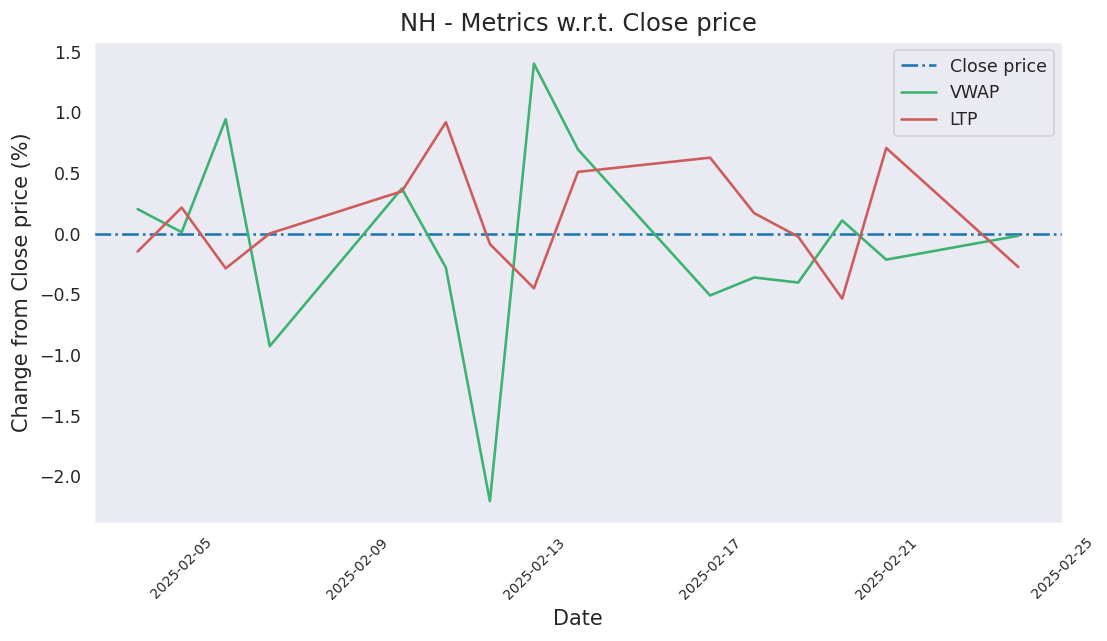 NH - Metrics w.r.t. Close price
Close price
VWAP
LTP
Change from Close price (%)
1.5
1.0
0.5
0.0
−0.5
−1.0
−1.5
−2.0
2025-02-05
2025-02-09
2025-02-13
2025-02-17
2025-02-21
2025-02-25
Date